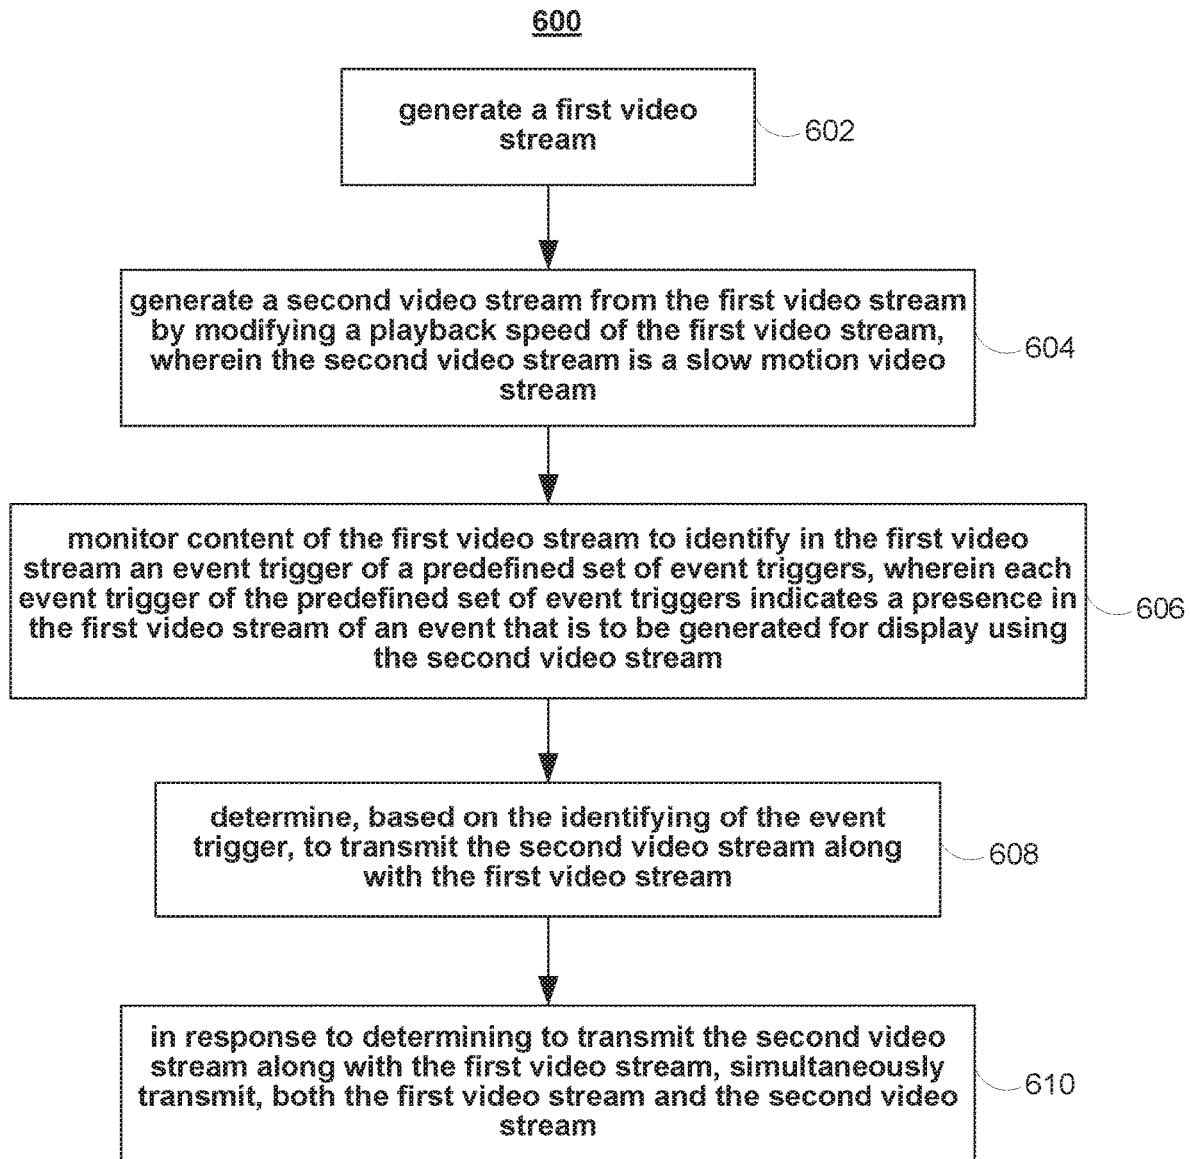 600
generate a first video
stream
602
generate a second video stream from the first video stream
by modifying a playback speed of the first video stream,
wherein the second video stream is a slow motion video
stream
604
monitor content of the first video stream to identify in the first video
stream an event trigger of a predefined set of event triggers, wherein each
event trigger of the predefined set of event triggers indicates a presence in
the first video stream of an event that is to be generated for display using
the second video stream
606
determine, based on the identifying of the event
trigger, to transmit the second video stream along
with the first video stream
608
in response to determining to transmit the second video
stream along with the first video stream, simultaneously
transmit, both the first video stream and the second video
stream
610